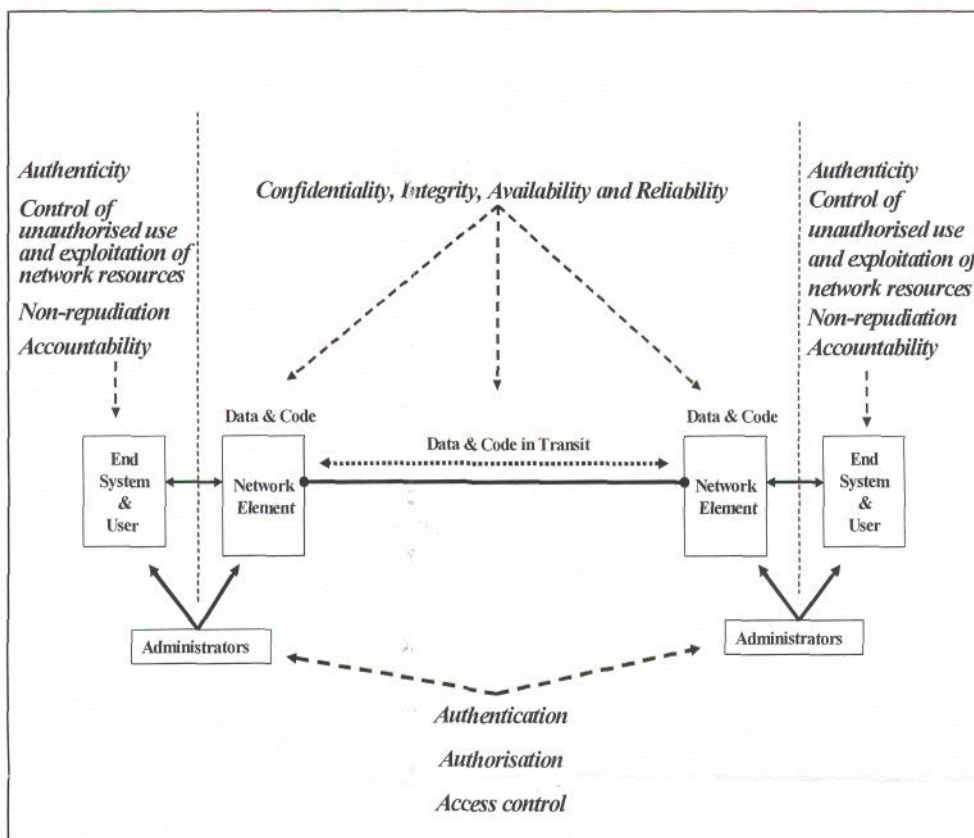 Authenticity
Control of
unauthorised use
and exploitation of
network resources
Non-repudiation
Accountability
Confidentiality, Integrity, Availability and Reliability
Authenticity
Control of
unauthorised use
and exploitation of
network resources
Non-repudiation
Accountability
Data & Code
Data & Code
Data & Code in Transit
End
System
&
User
Network
Element
Network
Element
End
System
&
User
Administrators
Administrators
Authentication
Authorisation
Access control